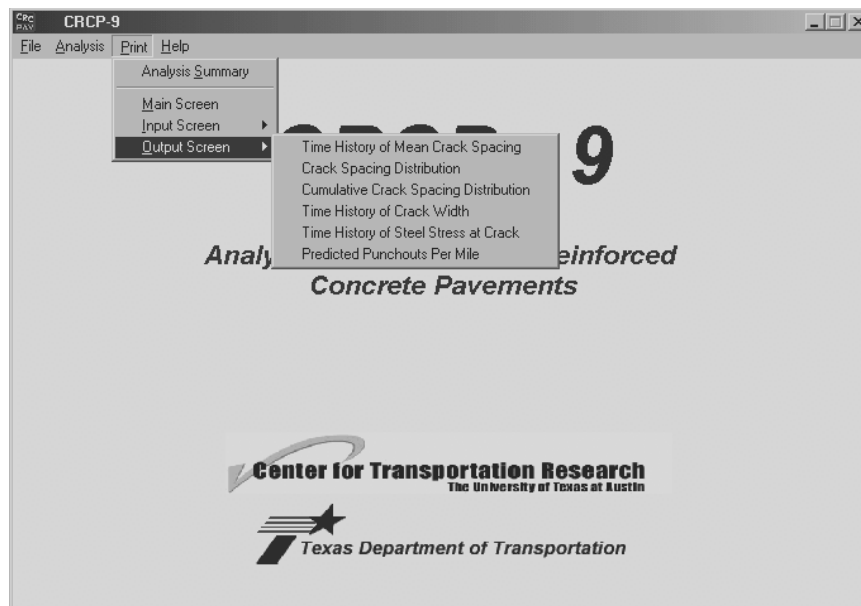 CRC
PAV
CRCP-9
File Analysis Print Help
Analysis Summary
Main Screen
Input Screen
Output Screen
Time History of Mean Crack Spacing
Crack Spacing Distribution
Cumulative Crack Spacing Distribution
Time History of Crack Width
Time History of Steel Stress at Crack
Predicted Punchouts Per Mile
9
Analy einforced
Concrete Pavements
Center for Transportation Research
The University of Texas at Austin
Texas Department of Transportation